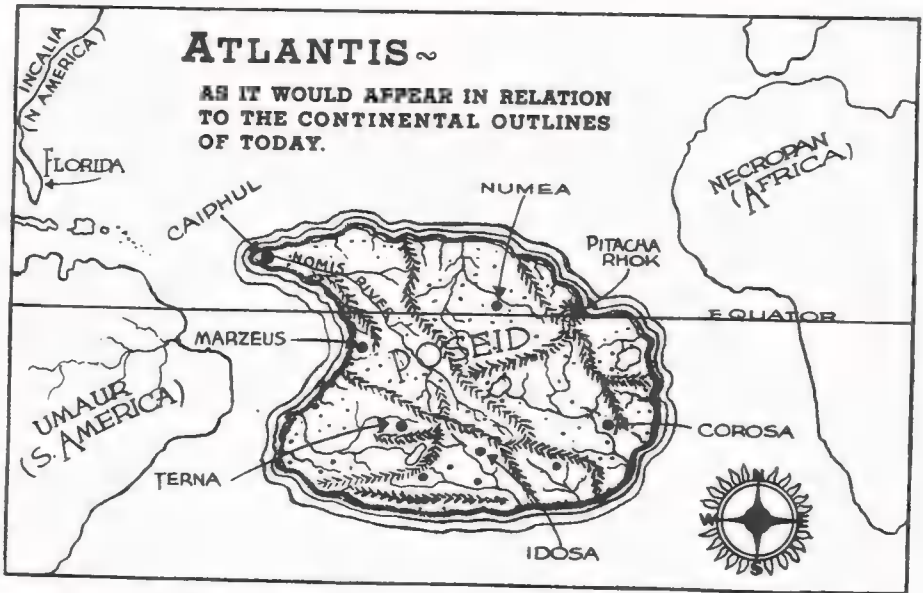 ATLANTIS~
AS IT WOULD APPEAR IN RELATION
TO THE CONTINENTAL OUTLINES
OF TODAY.
INCALIA
(N AMERICA)
FLORIDA
CAIPHUL
NUMEA
NECROPAN
(AFRICA)
PITACHA
RHOK
NOMIS RIVER
EQUATOR
MARZEUS
POSEID
UMAUR
(S. AMERICA)
COROSA
TERNA
IDOSA
N
W
S